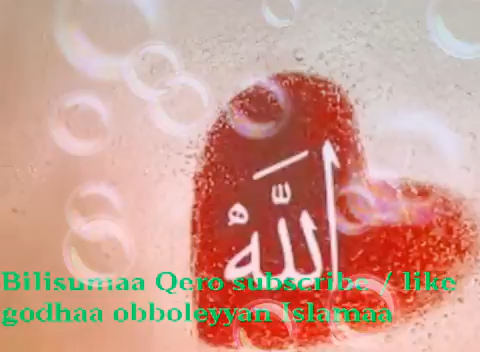 الله
Bilisumaa Qero subscribe / like
godhaa obboleyyan Islamaa